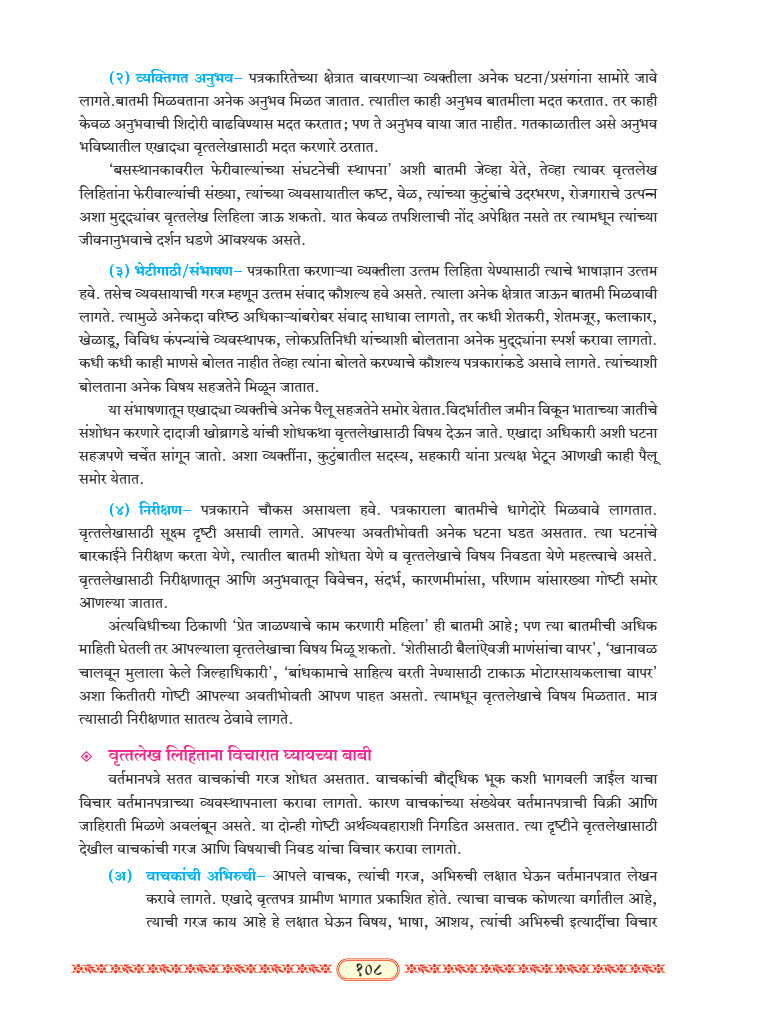 (२) व्यक्तिगत अनुभव– पत्रकारितेच्या क्षेत्रात वावरणाऱ्या व्यक्तीला अनेक घटना/प्रसंगांना सामोरे जावे
लागते.बातमी मिळवताना अनेक अनुभव मिळत जातात. त्यातील काही अनुभव बातमीला मदत करतात. तर काही
केवळ अनुभवाची शिदोरी वाढविण्यास मदत करतात; पण ते अनुभव वाया जात नाहीत. गतकाळातील असे अनुभव
भविष्यातील एखाद्या वृत्तलेखासाठी मदत करणारे ठरतात.
‘बसस्थानकावरील फेरीवाल्यांच्या संघटनेची स्थापना’ अशी बातमी जेव्हा येते, तेव्हा त्यावर वृत्तलेख
लिहितांना फेरीवाल्यांची संख्या, त्यांच्या व्यवसायातील कष्ट, वेळ, त्यांच्या कुटुंबांचे उदरभरण, रोजगाराचे उत्पन्न
अशा मुद्द्यांवर वृत्तलेख लिहिला जाऊ शकतो. यात केवळ तपशिलाची नोंद अपेक्षित नसते तर त्यामधून त्यांच्या
जीवनानुभवाचे दर्शन घडणे आवश्यक असते.
(३) भेटीगाठी/संभाषण– पत्रकारिता करणाऱ्या व्यक्तीला उत्तम लिहिता येण्यासाठी त्याचे भाषाज्ञान उत्तम
हवे. तसेच व्यवसायाची गरज म्हणून उत्तम संवाद कौशल्य हवे असते. त्याला अनेक क्षेत्रात जाऊन बातमी मिळवावी
लागते. त्यामुळे अनेकदा वरिष्ठ अधिकाऱ्यांबरोबर संवाद साधावा लागतो, तर कधी शेतकरी, शेतमजूर, कलाकार,
खेळाडू, विविध कंपन्यांचे व्यवस्थापक, लोकप्रतिनिधी यांच्याशी बोलताना अनेक मुद्द्यांना स्पर्श करावा लागतो.
कधी कधी काही माणसे बोलत नाहीत तेव्हा त्यांना बोलते करण्याचे कौशल्य पत्रकारांकडे असावे लागते. त्यांच्याशी
बोलताना अनेक विषय सहजतेने मिळून जातात.
या संभाषणातून एखाद्या व्यक्तीचे अनेक पैलू सहजतेने समोर येतात.विदर्भातील जमीन विकून भाताच्या जातीचे
संशोधन करणारे दादाजी खोब्रागडे यांची शोधकथा वृत्तलेखासाठी विषय देऊन जाते. एखादा अधिकारी अशी घटना
सहजपणे चर्चेत सांगून जातो. अशा व्यक्तींना, कुटुंबातील सदस्य, सहकारी यांना प्रत्यक्ष भेटून आणखी काही पैलू
समोर येतात.
(४) निरीक्षण– पत्रकाराने चौकस असायला हवे. पत्रकाराला बातमीचे धागेदोरे मिळवावे लागतात.
वृत्तलेखासाठी सूक्ष्म दृष्टी असावी लागते. आपल्या अवतीभोवती अनेक घटना घडत असतात. त्या घटनांचे
बारकाईने निरीक्षण करता येणे, त्यातील बातमी शोधता येणे व वृत्तलेखाचे विषय निवडता येणे महत्त्वाचे असते.
वृत्तलेखासाठी निरीक्षणातून आणि अनुभवातून विवेचन, संदर्भ, कारणमीमांसा, परिणाम यांसारख्या गोष्टी समोर
आणल्या जातात.
अंत्यविधीच्या ठिकाणी ‘प्रेत जाळण्याचे काम करणारी महिला’ ही बातमी आहे; पण त्या बातमीची अधिक
माहिती घेतली तर आपल्याला वृत्तलेखाचा विषय मिळू शकतो. ‘शेतीसाठी बैलांऐवजी माणंसांचा वापर’, ‘खानावळ
चालवून मुलाला केले जिल्हाधिकारी’, ‘बांधकामाचे साहित्य वरती नेण्यासाठी टाकाऊ मोटारसायकलाचा वापर’
अशा कितीतरी गोष्टी आपल्या अवतीभोवती आपण पाहत असतो. त्यामधून वृत्तलेखाचे विषय मिळतात. मात्र
त्यासाठी निरीक्षणात सातत्य ठेवावे लागते.
वृत्तलेख लिहिताना विचारात घ्यायच्या बाबी
वर्तमानपत्रे सतत वाचकांची गरज शोधत असतात. वाचकांची बौद्धिक भूक कशी भागवली जाईल याचा
विचार वर्तमानपत्राच्या व्यवस्थापनाला करावा लागतो. कारण वाचकांच्या संख्येवर वर्तमानपत्राची विक्री आणि
जाहिराती मिळणे अवलंबून असते. या दोन्ही गोष्टी अर्थव्यवहाराशी निगडित असतात. त्या दृष्टीने वृत्तलेखासाठी
देखील वाचकांची गरज आणि विषयाची निवड यांचा विचार करावा लागतो.
(अ) वाचकांची अभिरुची– आपले वाचक, त्यांची गरज, अभिरुची लक्षात घेऊन वर्तमानपत्रात लेखन
करावे लागते. एखादे वृत्तपत्र ग्रामीण भागात प्रकाशित होते. त्याचा वाचक कोणत्या वर्गातील आहे,
त्याची गरज काय आहे हे लक्षात घेऊन विषय, भाषा, आशय, त्यांची अभिरुची इत्यादींचा विचार
१०८